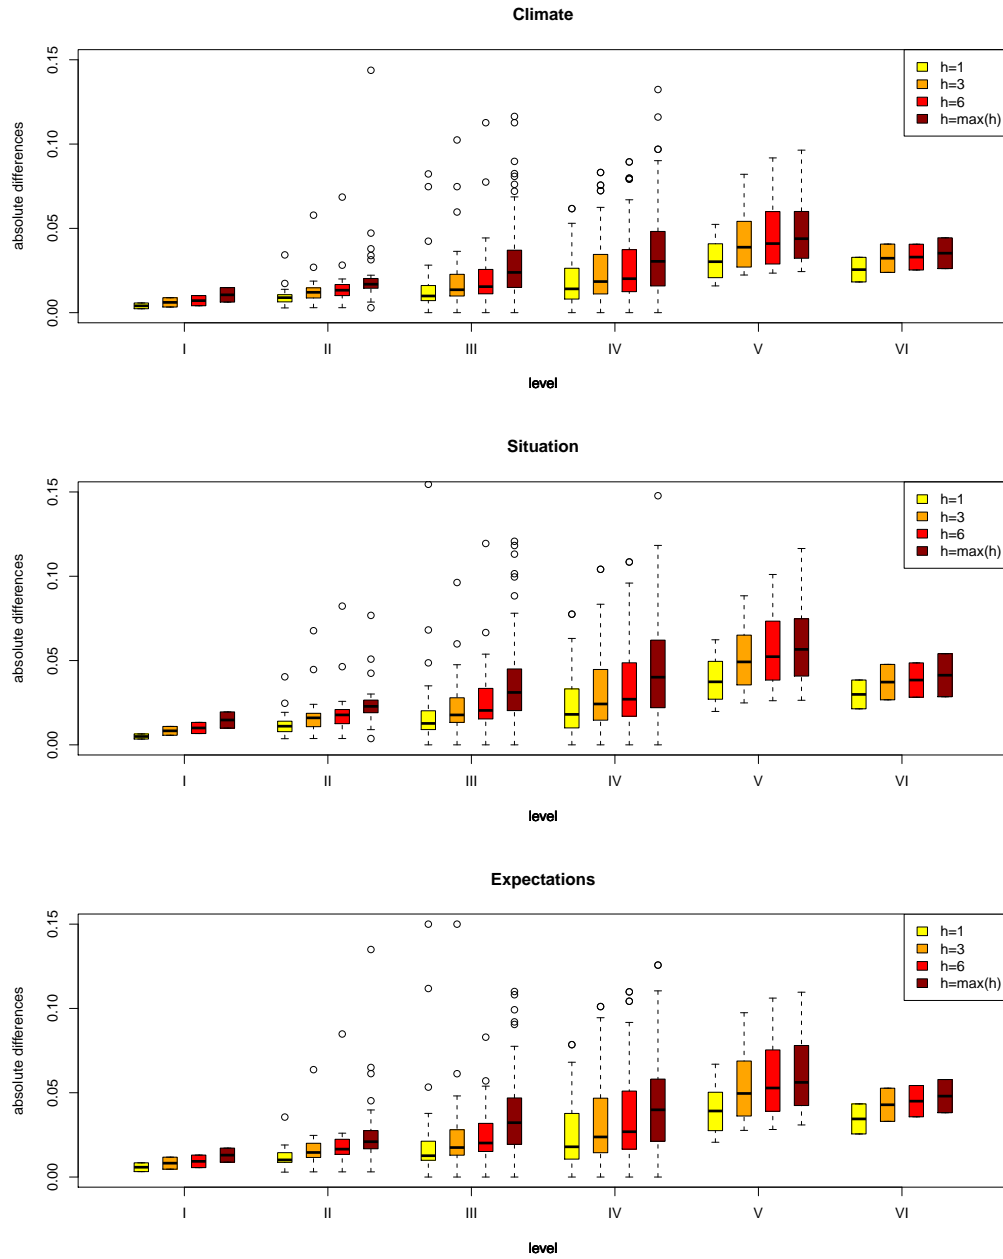 Climate
absolute differences
0.15
0.10
0.05
0.00
h=1
h=3
h=6
h=max(h)
I II III IV V VI
level
Situation
absolute differences
0.15
0.10
0.05
0.00
h=1
h=3
h=6
h=max(h)
I II III IV V VI
level
Expectations
absolute differences
0.15
0.10
0.05
0.00
h=1
h=3
h=6
h=max(h)
I II III IV V VI
level